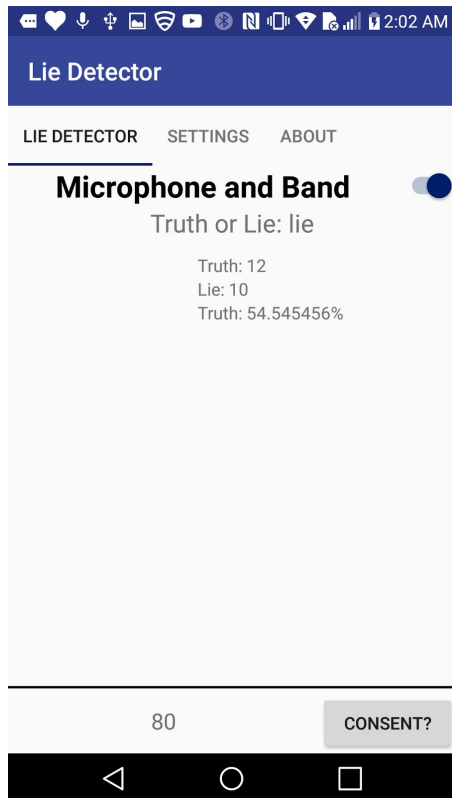 2:02 AM
Lie Detector
LIE DETECTOR SETTINGS ABOUT
Microphone and Band
Truth or Lie: lie
Truth: 12
Lie: 10
Truth: 54.545456%
80 CONSENT?